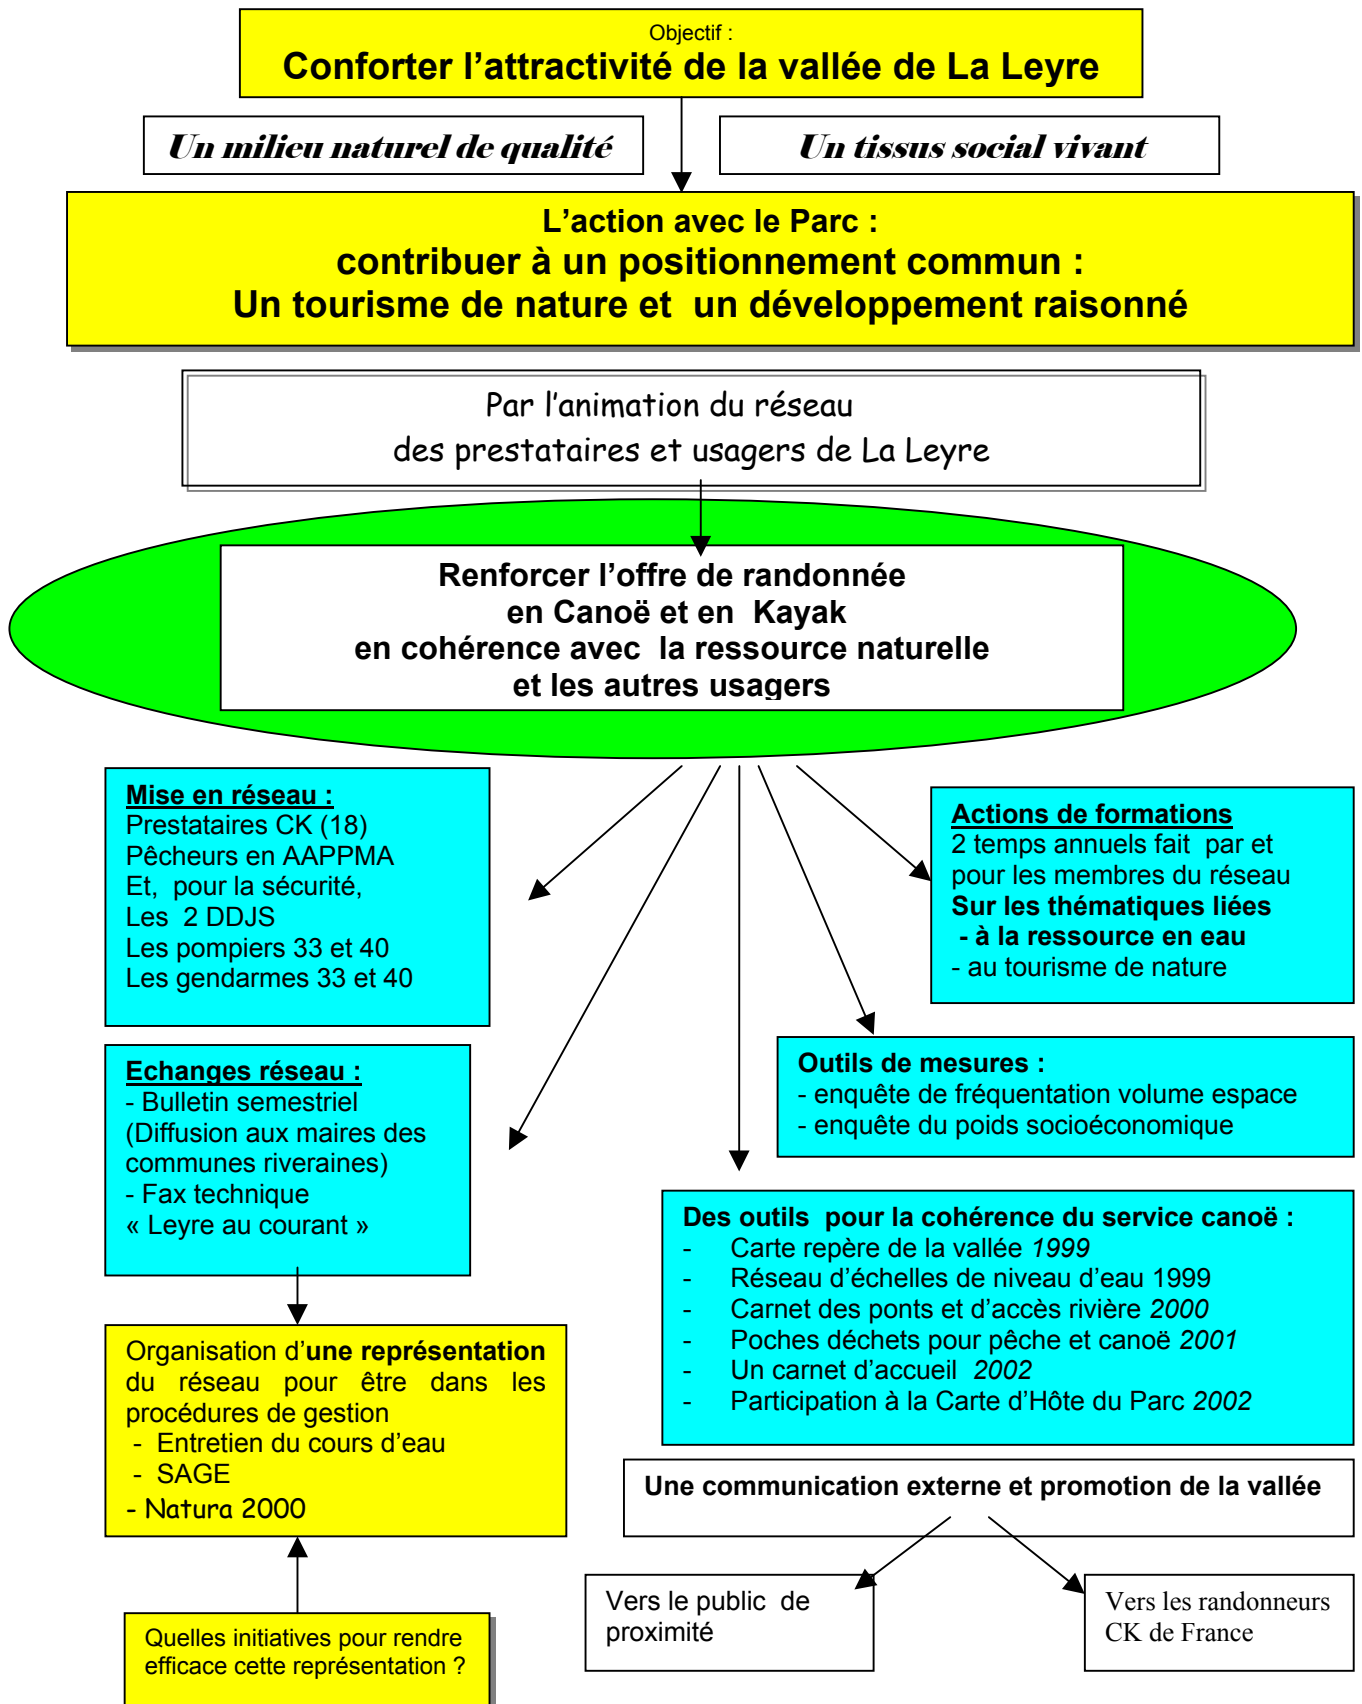 Objectif :
Conforter l’attractivité de la vallée de La Leyre
Un milieu naturel de qualité
Un tissus social vivant
L’action avec le Parc :
contribuer à un positionnement commun :
Un tourisme de nature et un développement raisonné
Par l’animation du réseau
des prestataires et usagers de La Leyre
Renforcer l’offre de randonnée
en Canoë et en Kayak
en cohérence avec la ressource naturelle
et les autres usagers
Mise en réseau :
Prestataires CK (18)
Pêcheurs en AAPPMA
Et, pour la sécurité,
Les 2 DDJS
Les pompiers 33 et 40
Les gendarmes 33 et 40
Actions de formations
2 temps annuels fait par et
pour les membres du réseau
Sur les thématiques liées
- à la ressource en eau
- au tourisme de nature
Echanges réseau :
- Bulletin semestriel
(Diffusion aux maires des
communes riveraines)
- Fax technique
« Leyre au courant »
Outils de mesures :
- enquête de fréquentation volume espace
- enquête du poids socioéconomique
Des outils pour la cohérence du service canoë :
- Carte repère de la vallée 1999
- Réseau d’échelles de niveau d’eau 1999
- Carnet des ponts et d’accès rivière 2000
- Poches déchets pour pêche et canoë 2001
- Un carnet d’accueil 2002
- Participation à la Carte d’Hôte du Parc 2002
Organisation d’une représentation
du réseau pour être dans les
procédures de gestion
- Entretien du cours d’eau
- SAGE
- Natura 2000
Une communication externe et promotion de la vallée
Vers le public de
proximité
Vers les randonneurs
CK de France
Quelles initiatives pour rendre
efficace cette représentation ?